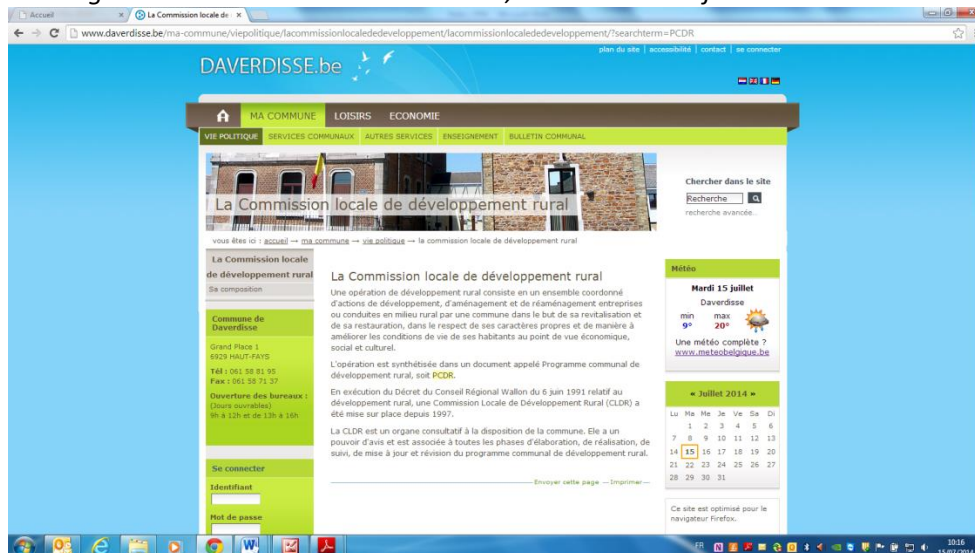 Accueil
La Commission locale de
www.daverdisse.be/ma-commune/viepolitique/lacommissionlocalededeveloppement/lacommissionlocalededeveloppement/?searchterm=PCDR
plan du site | accessibilité | contact | se connecter
DAVERDISSE.be
MA COMMUNE LOISIRS ECONOMIE
VIE POLITIQUE SERVICES COMMUNAUX AUTRES SERVICES ENSEIGNEMENT BULLETIN COMMUNAL
La Commission locale de développement rural
Chercher dans le site
Recherche
recherche avancée…
vous êtes ici : accueil → ma commune → vie politique → la commission locale de développement rural
La Commission locale
de développement rural
Sa composition
Commune de
Daverdisse
Grand Place 1
6929 HAUT-FAYS
Tél : 061 58 81 95
Fax : 061 58 71 37
Ouverture des bureaux :
(Jours ouvrables)
9h à 12h et de 13h à 16h
Se connecter
Identifiant
Mot de passe
La Commission locale de développement rural
Une opération de développement rural consiste en un ensemble coordonné
d'actions de développement, d'aménagement et de réaménagement entreprises
ou conduites en milieu rural par une commune dans le but de sa revitalisation et
de sa restauration, dans le respect de ses caractères propres et de manière à
améliorer les conditions de vie de ses habitants au point de vue économique,
social et culturel.
L'opération est synthétisée dans un document appelé Programme communal de
développement rural, soit PCDR.
En exécution du Décret du Conseil Régional Wallon du 6 juin 1991 relatif au
développement rural, une Commission Locale de Développement Rural (CLDR) a
été mise sur place depuis 1997.
La CLDR est un organe consultatif à la disposition de la commune. Ele a un
pouvoir d'avis et est associée à toutes les phases d'élaboration, de réalisation, de
suivi, de mise à jour et révision du programme communal de développement rural.
Envoyer cette page — Imprimer
Météo
Mardi 15 juillet
Daverdisse
min max
9° 20°
Une météo complète ?
www.meteobelgique.be
« Juillet 2014 »
Lu Ma Me Je Ve Sa Di
1 2 3 4 5 6
7 8 9 10 11 12 13
14 15 16 17 18 19 20
21 22 23 24 25 26 27
28 29 30 31
Ce site est optimisé pour le
navigateur Firefox.
FR
10:16
15/07/2014